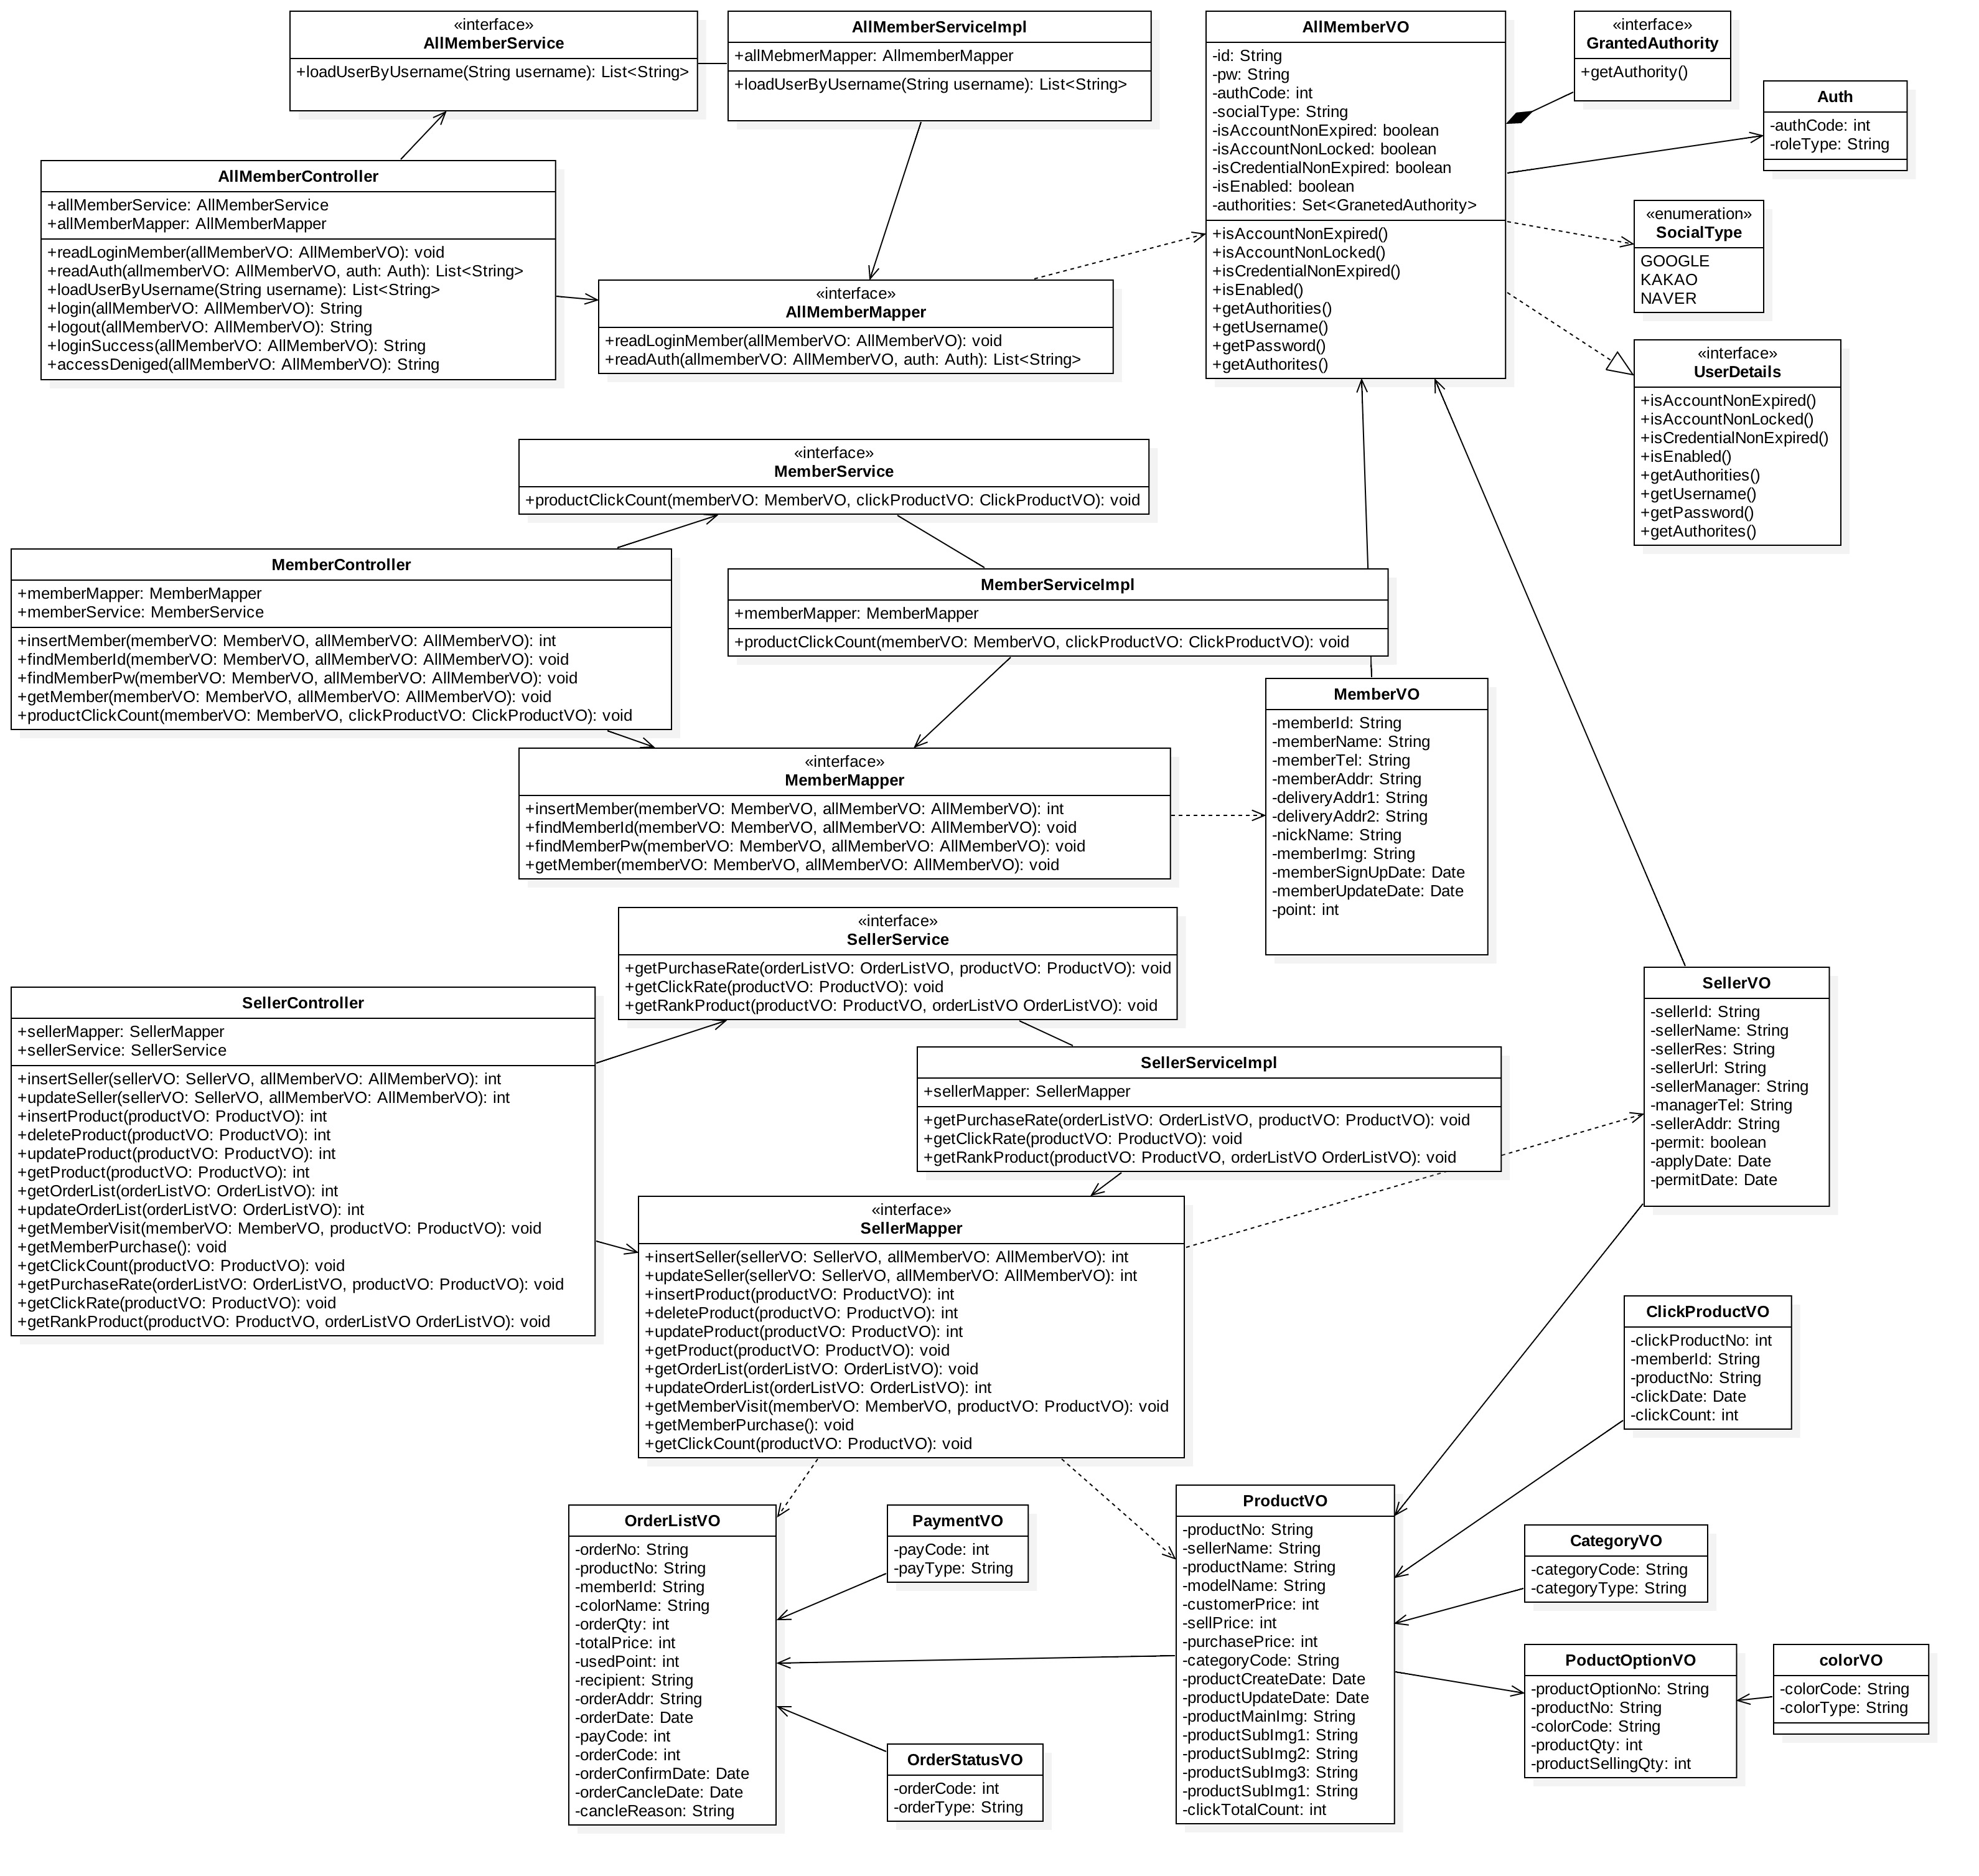 «interface»
AllMemberService
+loadUserByUsername(String username): List<String>
AllMemberServiceImpl
+allMebmerMapper: AllmemberMapper
+loadUserByUsername(String username): List<String>
AllMemberVO
-id: String
-pw: String
-authCode: int
-socialType: String
-isAccountNonExpired: boolean
-isAccountNonLocked: boolean
-isCredentialNonExpired: boolean
-isEnabled: boolean
-authorities: Set<GranetedAuthority>
+isAccountNonExpired()
+isAccountNonLocked()
+isCredentialNonExpired()
+isEnabled()
+getAuthorities()
+getUsername()
+getPassword()
+getAuthorites()
«interface»
GrantedAuthority
+getAuthority()
Auth
-authCode: int
-roleType: String
«enumeration»
SocialType
GOOGLE
KAKAO
NAVER
«interface»
UserDetails
+isAccountNonExpired()
+isAccountNonLocked()
+isCredentialNonExpired()
+isEnabled()
+getAuthorities()
+getUsername()
+getPassword()
+getAuthorites()
AllMemberController
+allMemberService: AllMemberService
+allMemberMapper: AllMemberMapper
+readLoginMember(allMemberVO: AllMemberVO): void
+readAuth(allmemberVO: AllMemberVO, auth: Auth): List<String>
+loadUserByUsername(String username): List<String>
+login(allMemberVO: AllMemberVO): String
+logout(allMemberVO: AllMemberVO): String
+loginSuccess(allMemberVO: AllMemberVO): String
+accessDeniged(allMemberVO: AllMemberVO): String
«interface»
AllMemberMapper
+readLoginMember(allMemberVO: AllMemberVO): void
+readAuth(allmemberVO: AllMemberVO, auth: Auth): List<String>
«interface»
MemberService
+productClickCount(memberVO: MemberVO, clickProductVO: ClickProductVO): void
MemberController
+memberMapper: MemberMapper
+memberService: MemberService
+insertMember(memberVO: MemberVO, allMemberVO: AllMemberVO): int
+findMemberId(memberVO: MemberVO, allMemberVO: AllMemberVO): void
+findMemberPw(memberVO: MemberVO, allMemberVO: AllMemberVO): void
+getMember(memberVO: MemberVO, allMemberVO: AllMemberVO): void
+productClickCount(memberVO: MemberVO, clickProductVO: ClickProductVO): void
MemberServiceImpl
+memberMapper: MemberMapper
+productClickCount(memberVO: MemberVO, clickProductVO: ClickProductVO): void
«interface»
MemberMapper
+insertMember(memberVO: MemberVO, allMemberVO: AllMemberVO): int
+findMemberId(memberVO: MemberVO, allMemberVO: AllMemberVO): void
+findMemberPw(memberVO: MemberVO, allMemberVO: AllMemberVO): void
+getMember(memberVO: MemberVO, allMemberVO: AllMemberVO): void
MemberVO
-memberId: String
-memberName: String
-memberTel: String
-memberAddr: String
-deliveryAddr1: String
-deliveryAddr2: String
-nickName: String
-memberImg: String
-memberSignUpDate: Date
-memberUpdateDate: Date
-point: int
«interface»
SellerService
+getPurchaseRate(orderListVO: OrderListVO, productVO: ProductVO): void
+getClickRate(productVO: ProductVO): void
+getRankProduct(productVO: ProductVO, orderListVO OrderListVO): void
SellerController
+sellerMapper: SellerMapper
+sellerService: SellerService
+insertSeller(sellerVO: SellerVO, allMemberVO: AllMemberVO): int
+updateSeller(sellerVO: SellerVO, allMemberVO: AllMemberVO): int
+insertProduct(productVO: ProductVO): int
+deleteProduct(productVO: ProductVO): int
+updateProduct(productVO: ProductVO): int
+getProduct(productVO: ProductVO): int
+getOrderList(orderListVO: OrderListVO): int
+updateOrderList(orderListVO: OrderListVO): int
+getMemberVisit(memberVO: MemberVO, productVO: ProductVO): void
+getMemberPurchase(): void
+getClickCount(productVO: ProductVO): void
+getPurchaseRate(orderListVO: OrderListVO, productVO: ProductVO): void
+getClickRate(productVO: ProductVO): void
+getRankProduct(productVO: ProductVO, orderListVO OrderListVO): void
SellerServiceImpl
+sellerMapper: SellerMapper
+getPurchaseRate(orderListVO: OrderListVO, productVO: ProductVO): void
+getClickRate(productVO: ProductVO): void
+getRankProduct(productVO: ProductVO, orderListVO OrderListVO): void
SellerVO
-sellerId: String
-sellerName: String
-sellerRes: String
-sellerUrl: String
-sellerManager: String
-managerTel: String
-sellerAddr: String
-permit: boolean
-applyDate: Date
-permitDate: Date
«interface»
SellerMapper
+insertSeller(sellerVO: SellerVO, allMemberVO: AllMemberVO): int
+updateSeller(sellerVO: SellerVO, allMemberVO: AllMemberVO): int
+insertProduct(productVO: ProductVO): int
+deleteProduct(productVO: ProductVO): int
+updateProduct(productVO: ProductVO): int
+getProduct(productVO: ProductVO): void
+getOrderList(orderListVO: OrderListVO): void
+updateOrderList(orderListVO: OrderListVO): int
+getMemberVisit(memberVO: MemberVO, productVO: ProductVO): void
+getMemberPurchase(): void
+getClickCount(productVO: ProductVO): void
ClickProductVO
-clickProductNo: int
-memberId: String
-productNo: String
-clickDate: Date
-clickCount: int
OrderListVO
-orderNo: String
-productNo: String
-memberId: String
-colorName: String
-orderQty: int
-totalPrice: int
-usedPoint: int
-recipient: String
-orderAddr: String
-orderDate: Date
-payCode: int
-orderCode: int
-orderConfirmDate: Date
-orderCancleDate: Date
-cancleReason: String
PaymentVO
-payCode: int
-payType: String
OrderStatusVO
-orderCode: int
-orderType: String
ProductVO
-productNo: String
-sellerName: String
-productName: String
-modelName: String
-customerPrice: int
-sellPrice: int
-purchasePrice: int
-categoryCode: String
-productCreateDate: Date
-productUpdateDate: Date
-productMainImg: String
-productSubImg1: String
-productSubImg2: String
-productSubImg3: String
-productSubImg1: String
-clickTotalCount: int
CategoryVO
-categoryCode: String
-categoryType: String
PoductOptionVO
-productOptionNo: String
-productNo: String
-colorCode: String
-productQty: int
-productSellingQty: int
colorVO
-colorCode: String
-colorType: String